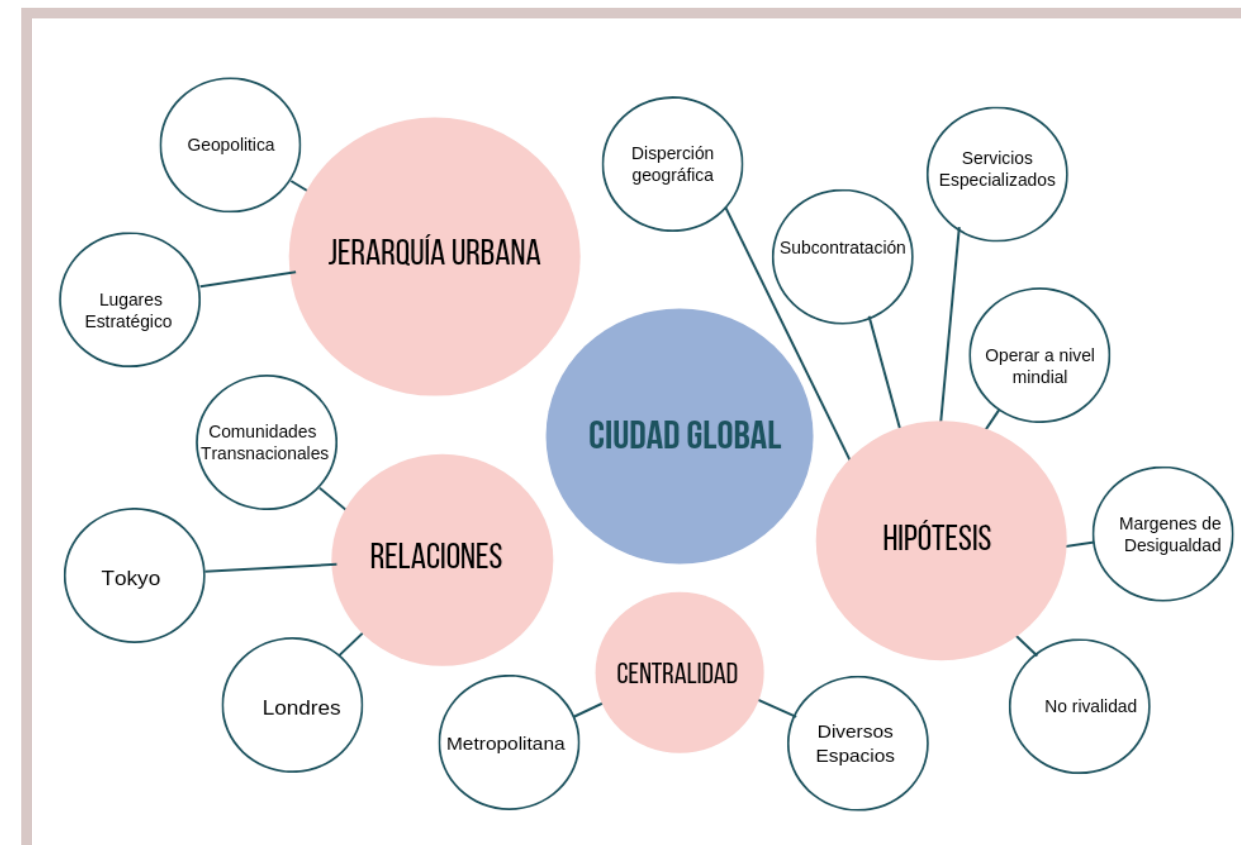 Geopolitica
JERARQUÍA URBANA
Lugares
Estratégico
Disperción
geográfica
Servicios
Especializados
Subcontratación
Operar a nivel
mindial
CIUDAD GLOBAL
Comunidades
Transnacionales
RELACIONES
Tokyo
Londres
HIPÓTESIS
Margenes de
Desigualdad
No rivalidad
CENTRALIDAD
Metropolitana
Diversos
Espacios